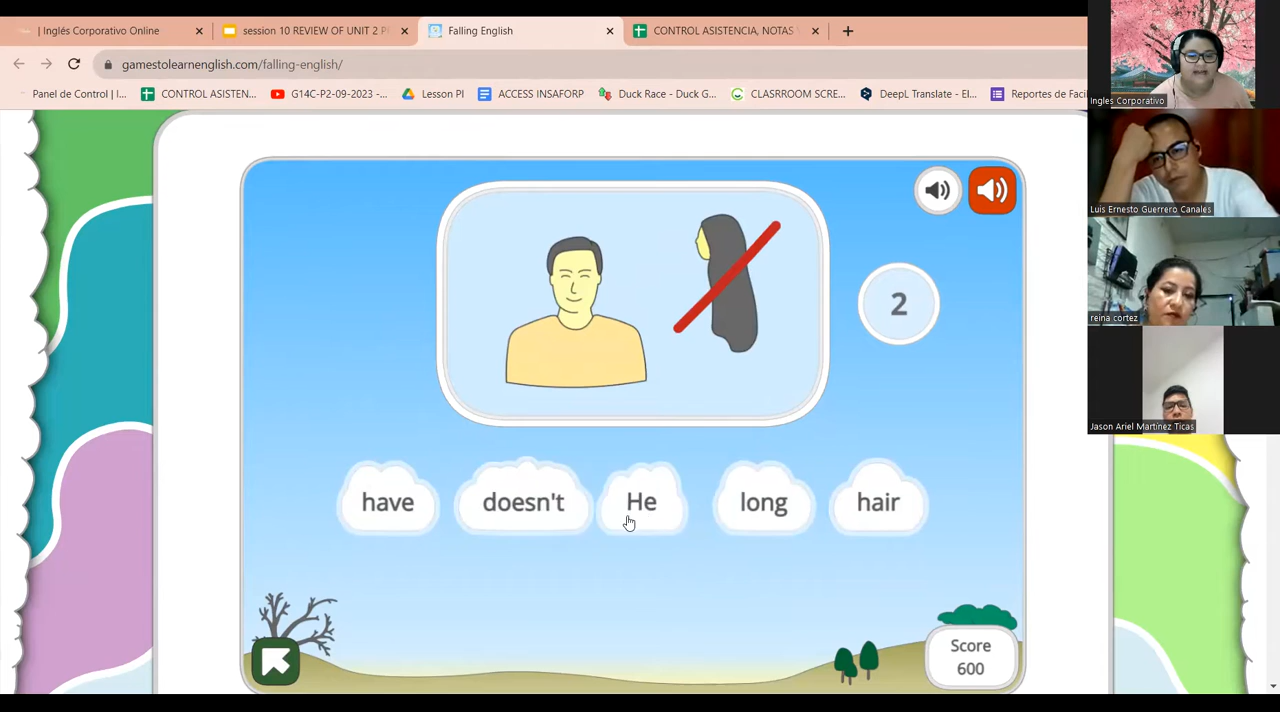 | Inglés Corporativo Online
session 10 REVIEW OF UNIT 2 P
Falling English
CONTROL ASISTENCIA, NOTAS
gamestolearnenglish.com/falling-english/
Panel de Control | I...
CONTROL ASISTEN...
G14C-P2-09-2023 -...
Lesson Pl
ACCESS INSAFORP
Duck Race - Duck G...
CLASRROOM SCRE...
DeepL Translate - El...
Reportes de Facil
Ingles Corporativo
Luis Ernesto Guerrero Canales
reina cortez
Jason Ariel Martínez Ticas
2
have
doesn't
He
long
hair
Score
600